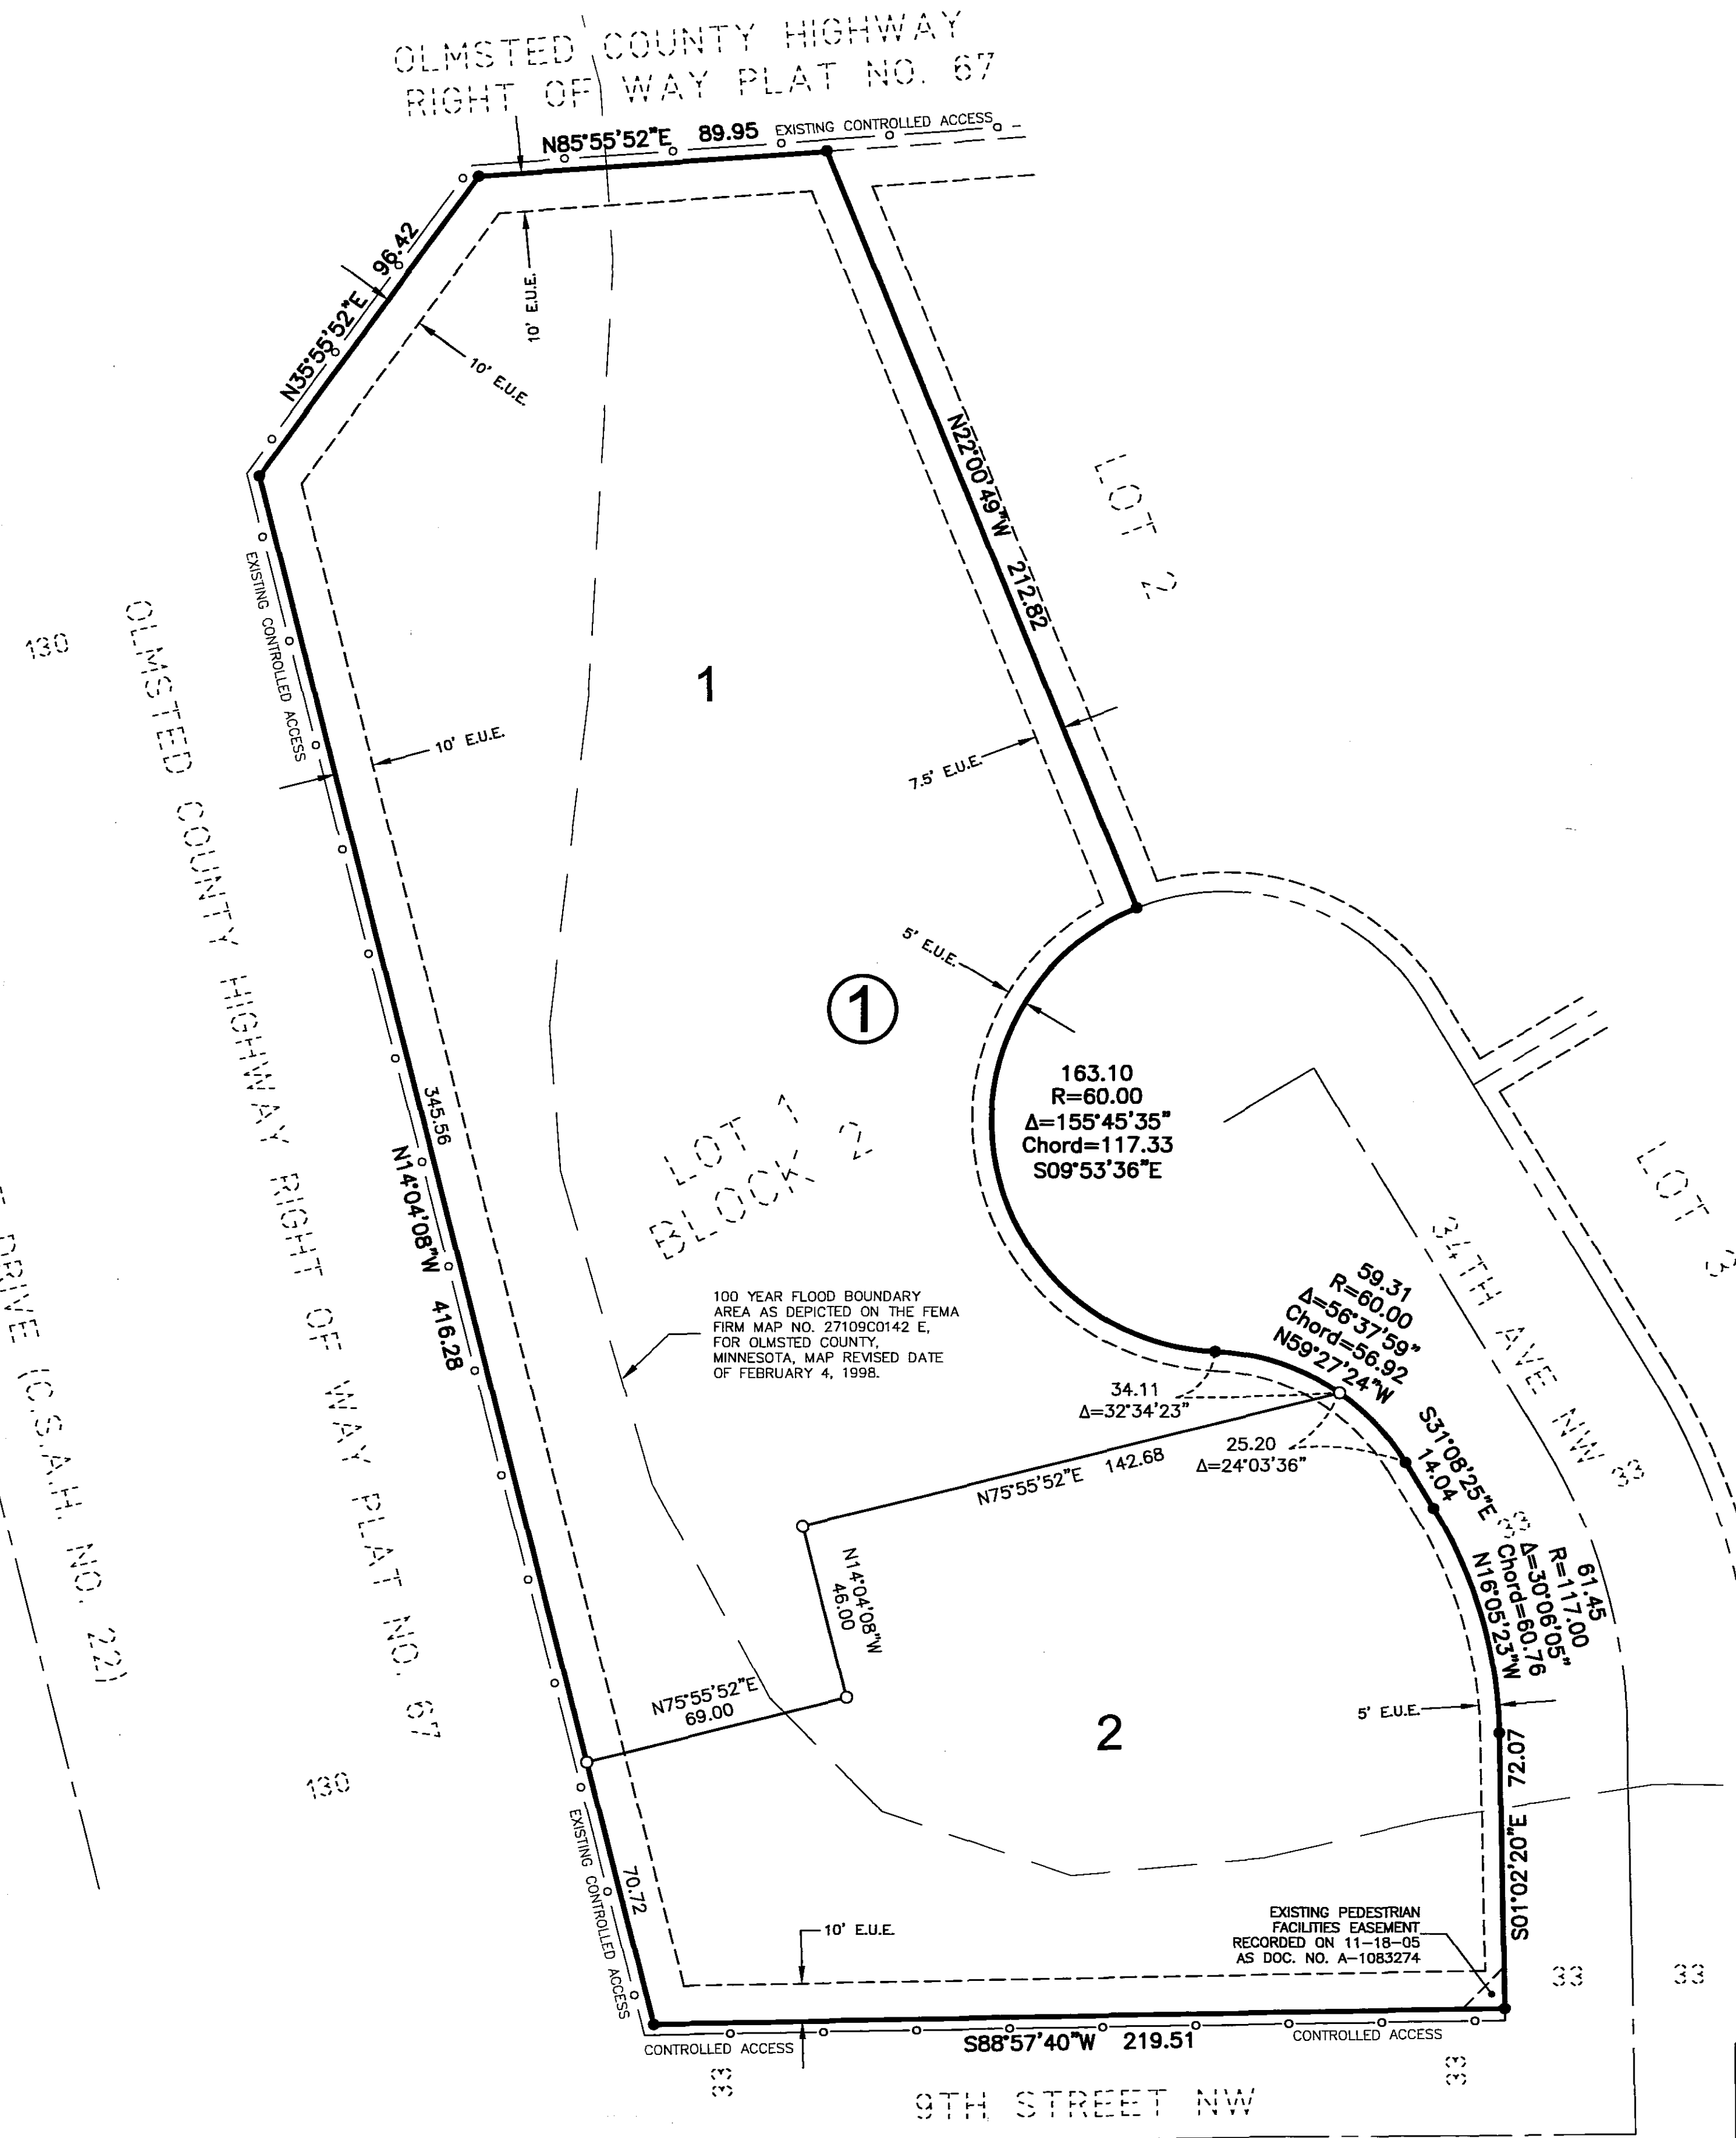 OLMSTED COUNTY HIGHWAY
RIGHT OF WAY PLAT NO. 67
N85°55'52"E 89.95
EXISTING CONTROLLED ACCESS
N35°55'52"E 96.42
10' E.U.E.
10' E.U.E.
N22°00'49"W 212.82
LOT 2
EXISTING CONTROLLED ACCESS
130
OLMSTED COUNTY HIGHWAY RIGHT OF WAY PLAT NO. 67
1
10' E.U.E.
7.5' E.U.E.
5' E.U.E.
1
163.10
R=60.00
Δ=155°45'35"
Chord=117.33
S09°53'36"E
345.56
N14°04'08"W 416.28
LOT 1
BLOCK 2
LOT 3
34TH AVE NW
DRIVE (C.S.A.H. NO. 22)
100 YEAR FLOOD BOUNDARY
AREA AS DEPICTED ON THE FEMA
FIRM MAP NO. 27109C0142 E,
FOR OLMSTED COUNTY,
MINNESOTA, MAP REVISED DATE
OF FEBRUARY 4, 1998.
59.31
R=60.00
Δ=56°37'59"
Chord=56.92
N59°27'24"W
34.11
Δ=32°34'23"
25.20
Δ=24°03'36"
N75°55'52"E 142.68
S31°08'25"E
14.04
33
33
61.45
R=117.00
Δ=30°06'05"
Chord=60.76
N16°05'23"W
N14°04'08"W
46.00
N75°55'52"E
69.00
5' E.U.E.
2
72.07
S01°02'20"E
130
EXISTING CONTROLLED ACCESS
70.72
10' E.U.E.
EXISTING PEDESTRIAN
FACILITIES EASEMENT
RECORDED ON 11-18-05
AS DOC. NO. A-1083274
33
33
S88°57'40"W 219.51
CONTROLLED ACCESS
CONTROLLED ACCESS
33
33
9TH STREET NW